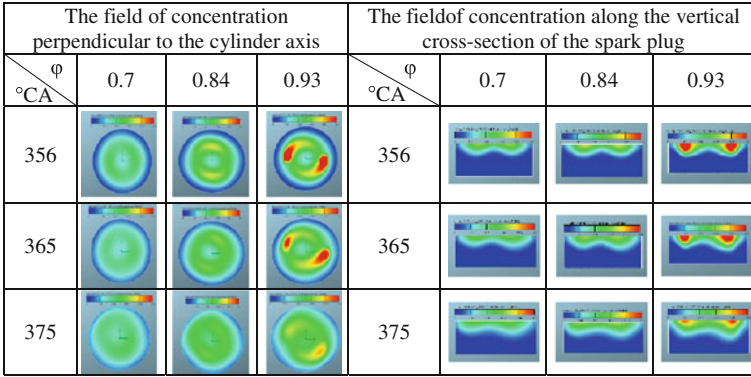 The field of concentration
perpendicular to the cylinder axis
The fieldof concentration along the vertical
cross-section of the spark plug
φ
°CA
0.7
0.84
0.93
φ
°CA
0.7
0.84
0.93
356
356
365
365
375
375